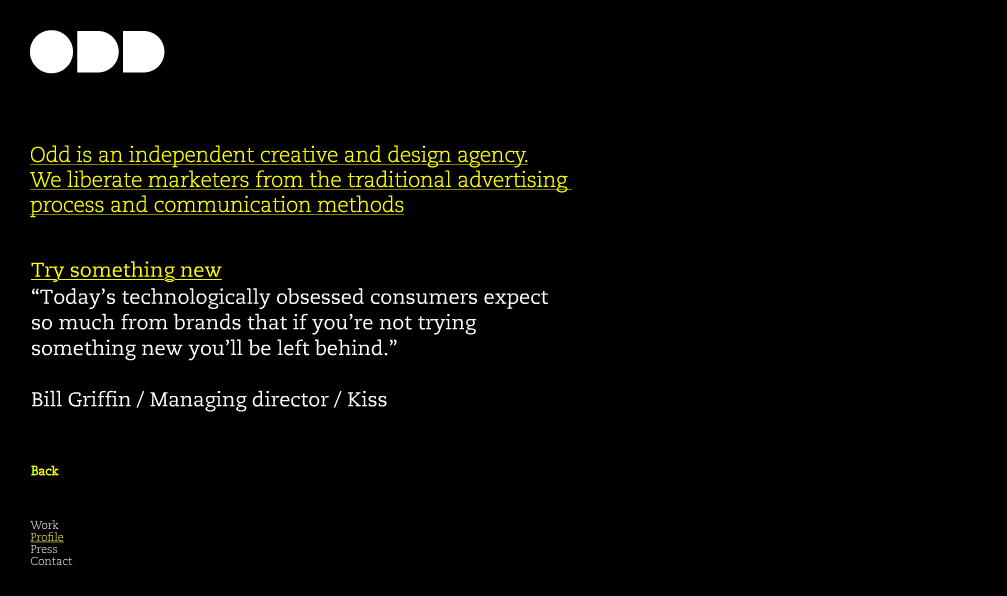 ODD
Odd is an independent creative and design agency.
We liberate marketers from the traditional advertising
process and communication methods
Try something new
“Today’s technologically obsessed consumers expect
so much from brands that if you’re not trying
something new you’ll be left behind.”
Bill Griffin / Managing director / Kiss
Back
Work
Profile
Press
Contact